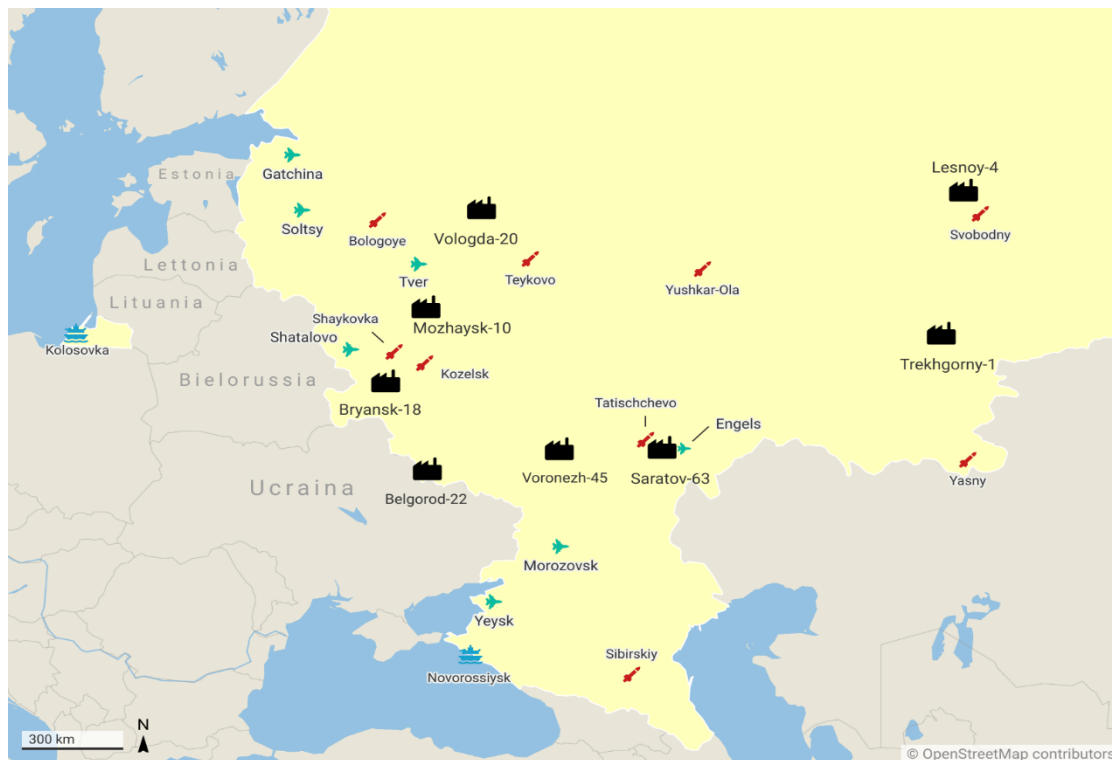 Lesnoy-4
Gatchina
Estonia
Soltsy
Bologoye
Vologda-20
Svobodny
Lettonia
Tver
Teykovo
Yushkar-Ola
Lituania
Shaykovka
Mozhaysk-10
Shatalovo
Kolosovka
Trekhgorny-1
Bielorussia
Kozelsk
Bryansk-18
Tatischchevo
Engels
Ucraina
Belgorod-22
Voronezh-45
Saratov-63
Yasny
Morozovsk
Yeysk
Sibirskiy
Novorossiysk
N
300 km
© OpenStreetMap contributors